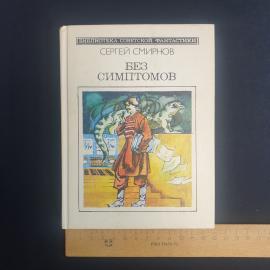 БИБЛИОТЕКА СОВЕТСКОЙ ФАНТАСТИКИ
СЕРГЕЙ СМИРНОВ
БЕЗ
СИМПТОМОВ